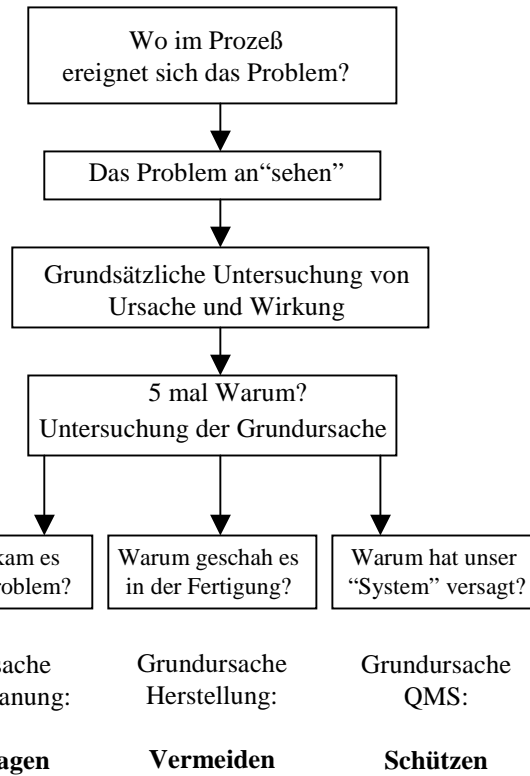 Wo im Prozeß
ereignet sich das Problem?
Das Problem an“sehen”
Grundsätzliche Untersuchung von
Ursache und Wirkung
5 mal Warum?
Untersuchung der Grundursache
kam es
roblem?
Warum geschah es
in der Fertigung?
Warum hat unser
“System” versagt?
sache
anung:
Grundursache
Herstellung:
Grundursache
QMS:
agen
Vermeiden
Schützen